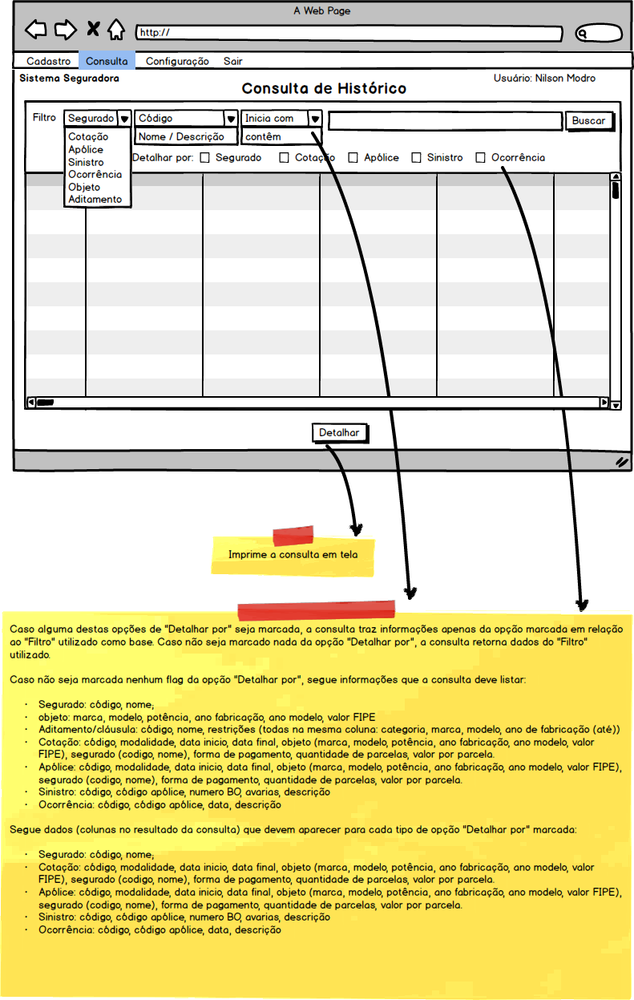 A Web Page
http://
Cadastro Consulta Configuração Sair
Sistema Seguradora
Usuário: Nilson Modro
Consulta de Histórico
Filtro Segurado Código Inicia com Buscar
Nome / Descrição contêm
Cotação
Apólice
Sinistro
Ocorrência
Objeto
Aditamento
Detalhar por: Segurado Cotação Apólice Sinistro Ocorrência
Detalhar
Imprime a consulta em tela
Caso alguma destas opções de "Detalhar por" seja marcada, a consulta traz informações apenas da opção marcada em relação
ao "Filtro" utilizado como base. Caso não seja marcado nada da opção "Detalhar por", a consulta retorna dados do "Filtro"
utilizado.
Caso não seja marcada nenhum flag da opção "Detalhar por", segue informações que a consulta deve listar:
· Segurado: código, nome;
· objeto: marca, modelo, potência, ano fabricação, ano modelo, valor FIPE
· Aditamento/cláusula: código, nome, restrições (todas na mesma coluna: categoria, marca, modelo, ano de fabricação (até))
· Cotação: código, modalidade, data inicio, data final, objeto (marca, modelo, potência, ano fabricação, ano modelo, valor
FIPE), segurado (codigo, nome), forma de pagamento, quantidade de parcelas, valor por parcela.
· Apólice: código, modalidade, data inicio, data final, objeto (marca, modelo, potência, ano fabricação, ano modelo, valor FIPE),
segurado (codigo, nome), forma de pagamento, quantidade de parcelas, valor por parcela.
· Sinistro: código, código apólice, numero BO, avarias, descrição
· Ocorrência: código, código apólice, data, descrição
Segue dados (colunas no resultado da consulta) que devem aparecer para cada tipo de opção "Detalhar por" marcada:
· Segurado: código, nome;
· Cotação: código, modalidade, data inicio, data final, objeto (marca, modelo, potência, ano fabricação, ano modelo, valor
FIPE), segurado (codigo, nome), forma de pagamento, quantidade de parcelas, valor por parcela.
· Apólice: código, modalidade, data inicio, data final, objeto (marca, modelo, potência, ano fabricação, ano modelo, valor FIPE),
segurado (codigo, nome), forma de pagamento, quantidade de parcelas, valor por parcela.
· Sinistro: código, código apólice, numero BO, avarias, descrição
· Ocorrência: código, código apólice, data, descrição